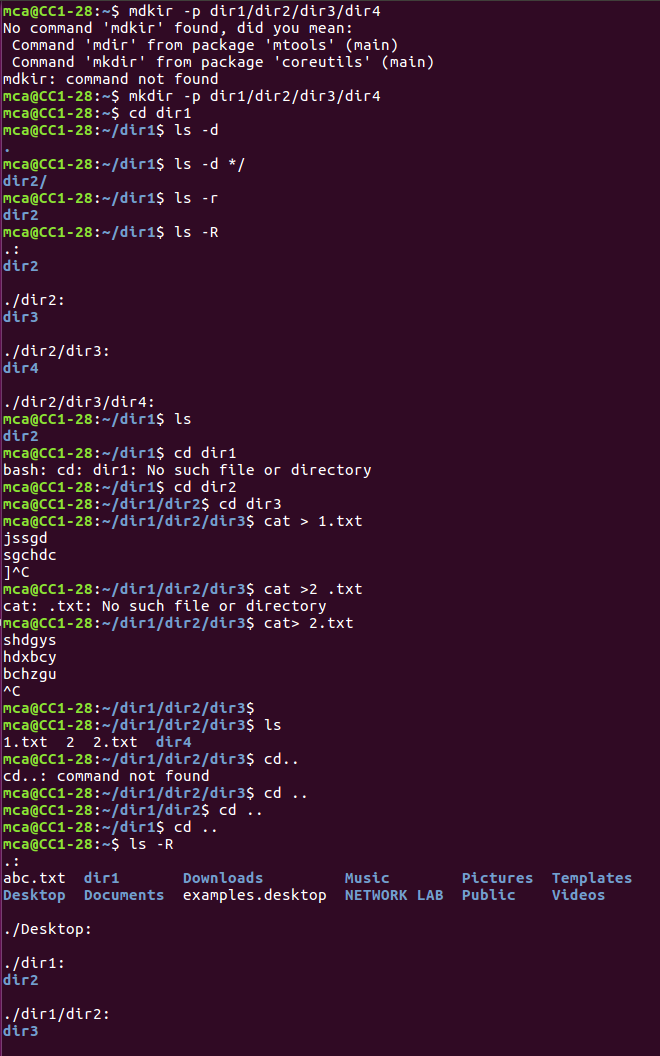 mca@CC1-28:~$ mdkir -p dir1/dir2/dir3/dir4
No command 'mdkir' found, did you mean:
 Command 'mdir' from package 'mtools' (main)
 Command 'mkdir' from package 'coreutils' (main)
mdkir: command not found
mca@CC1-28:~$ mkdir -p dir1/dir2/dir3/dir4
mca@CC1-28:~$ cd dir1
mca@CC1-28:~/dir1$ ls -d
.
mca@CC1-28:~/dir1$ ls -d */
dir2/
mca@CC1-28:~/dir1$ ls -r
dir2
mca@CC1-28:~/dir1$ ls -R
.:
dir2

./dir2:
dir3

./dir2/dir3:
dir4

./dir2/dir3/dir4:
mca@CC1-28:~/dir1$ ls
dir2
mca@CC1-28:~/dir1$ cd dir1
bash: cd: dir1: No such file or directory
mca@CC1-28:~/dir1$ cd dir2
mca@CC1-28:~/dir1/dir2$ cd dir3
mca@CC1-28:~/dir1/dir2/dir3$ cat > 1.txt
jssgd
sgchdc
]^C
mca@CC1-28:~/dir1/dir2/dir3$ cat >2 .txt
cat: .txt: No such file or directory
mca@CC1-28:~/dir1/dir2/dir3$ cat> 2.txt
shdgys
hdxbcy
bchzgu
^C
mca@CC1-28:~/dir1/dir2/dir3$
mca@CC1-28:~/dir1/dir2/dir3$ ls
1.txt  2  2.txt  dir4
mca@CC1-28:~/dir1/dir2/dir3$ cd..
cd..: command not found
mca@CC1-28:~/dir1/dir2/dir3$ cd ..
mca@CC1-28:~/dir1/dir2$ cd ..
mca@CC1-28:~/dir1$ cd ..
mca@CC1-28:~$ ls -R
.:
abc.txt  dir1       Downloads         Music        Pictures  Templates
Desktop  Documents  examples.desktop  NETWORK LAB  Public    Videos

./Desktop:

./dir1:
dir2

./dir1/dir2:
dir3